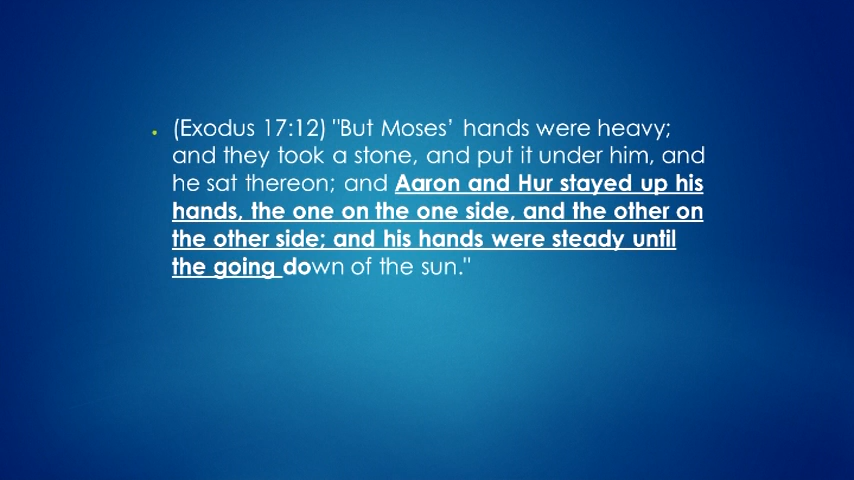 • (Exodus 17:12) "But Moses’ hands were heavy;
and they took a stone, and put it under him, and
he sat thereon; and Aaron and Hur stayed up his
hands, the one on the one side, and the other on
the other side; and his hands were steady until
the going down of the sun."